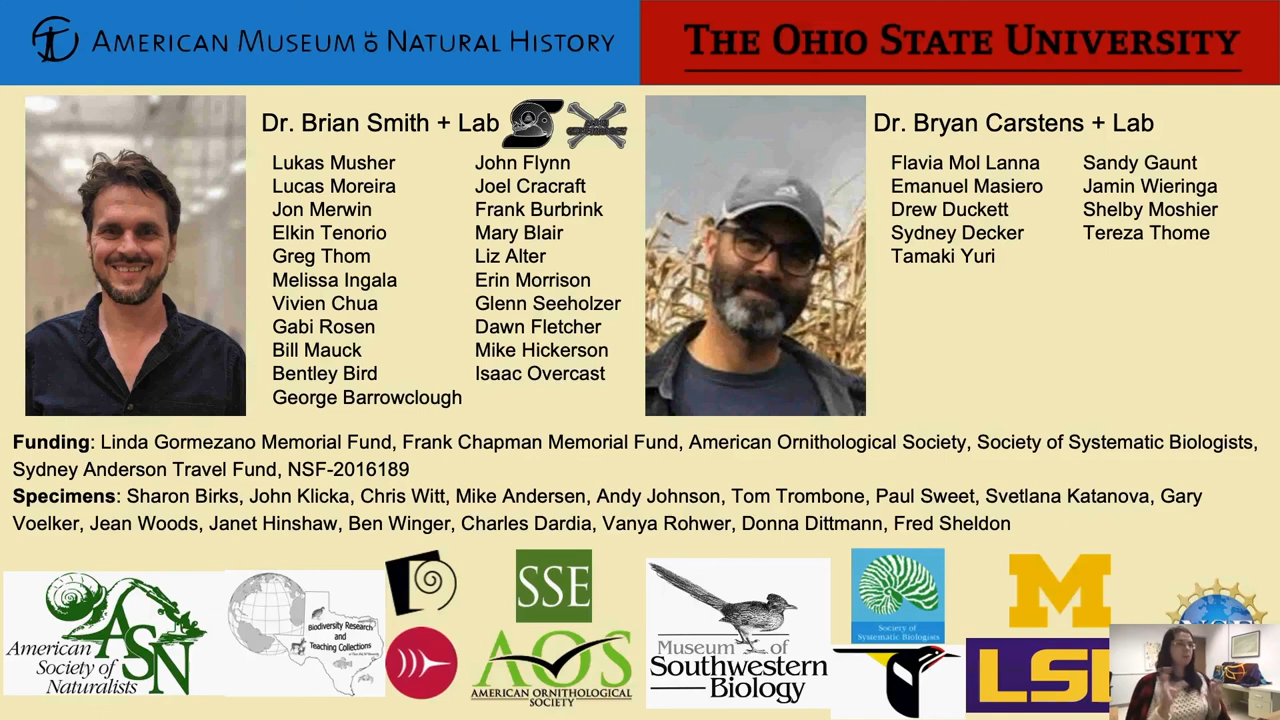 AMERICAN MUSEUM OF NATURAL HISTORY
THE OHIO STATE UNIVERSITY
Dr. Brian Smith + Lab
Lukas Musher
Lucas Moreira
Jon Merwin
Elkin Tenorio
Greg Thom
Melissa Ingala
Vivien Chua
Gabi Rosen
Bill Mauck
Bentley Bird
George Barrowclough
John Flynn
Joel Cracraft
Frank Burbrink
Mary Blair
Liz Alter
Erin Morrison
Glenn Seeholzer
Dawn Fletcher
Mike Hickerson
Isaac Overcast
Dr. Bryan Carstens + Lab
Flavia Mol Lanna
Emanuel Masiero
Drew Duckett
Sydney Decker
Tamaki Yuri
Sandy Gaunt
Jamin Wieringa
Shelby Moshier
Tereza Thome
Funding: Linda Gormezano Memorial Fund, Frank Chapman Memorial Fund, American Ornithological Society, Society of Systematic Biologists,
Sydney Anderson Travel Fund, NSF-2016189
Specimens: Sharon Birks, John Klicka, Chris Witt, Mike Andersen, Andy Johnson, Tom Trombone, Paul Sweet, Svetlana Katanova, Gary
Voelker, Jean Woods, Janet Hinshaw, Ben Winger, Charles Dardia, Vanya Rohwer, Donna Dittmann, Fred Sheldon
American
Society of
Naturalists
ASN
Biodiversity Research
and
Teaching Collections
SSE
AOS
AMERICAN ORNITHOLOGICAL
SOCIETY
Museum of
Southwestern
Biology
Society of
Systematic Biologists
M